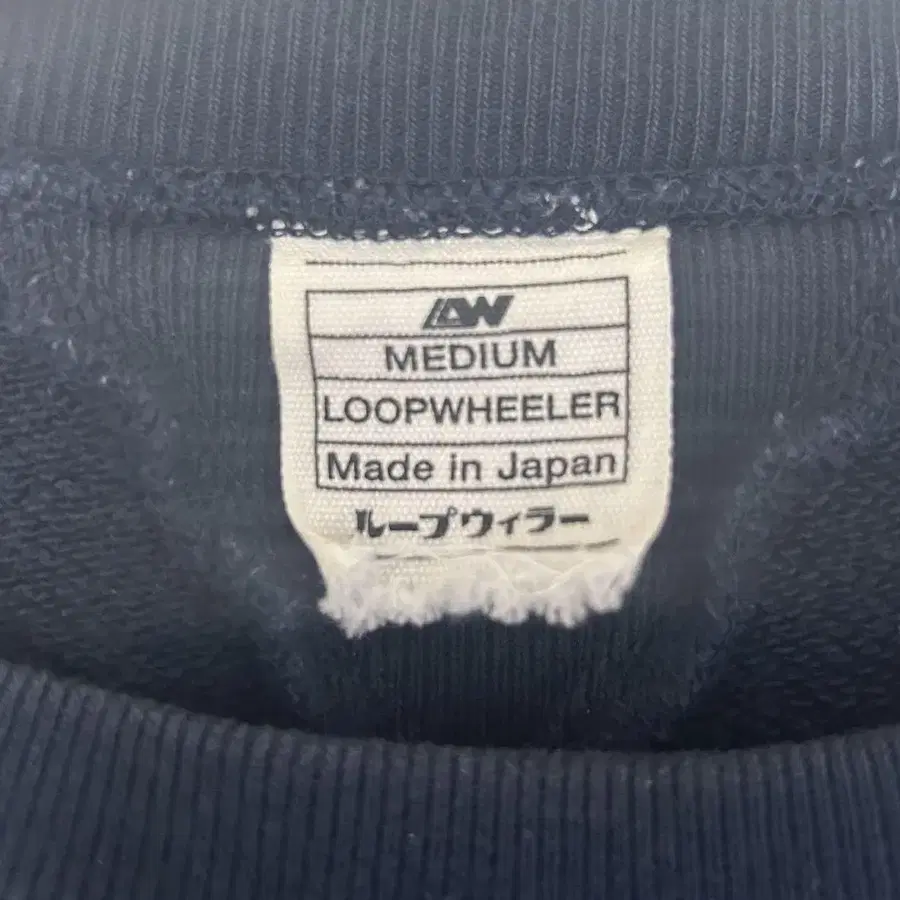 LW
MEDIUM
LOOPWHEELER
Made in Japan
ループウィラー